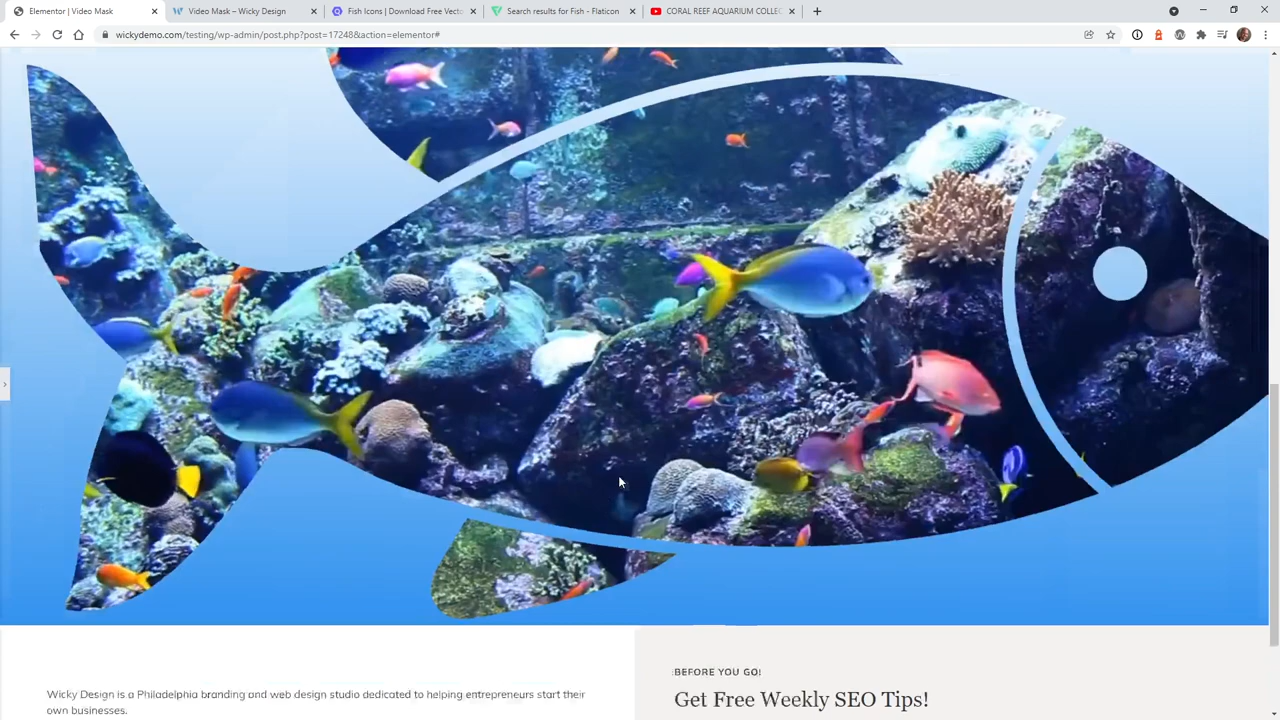 Elementor | Video Mask
Video Mask – Wicky Design
Fish Icons | Download Free Vecto
Search results for Fish - Flaticon
CORAL REEF AQUARIUM COLLEC
wickydemo.com/testing/wp-admin/post.php?post=17248&action=elementor#
Wicky Design is a Philadelphia branding and web design studio dedicated to helping entrepreneurs start their
own businesses.
BEFORE YOU GO!
Get Free Weekly SEO Tips!